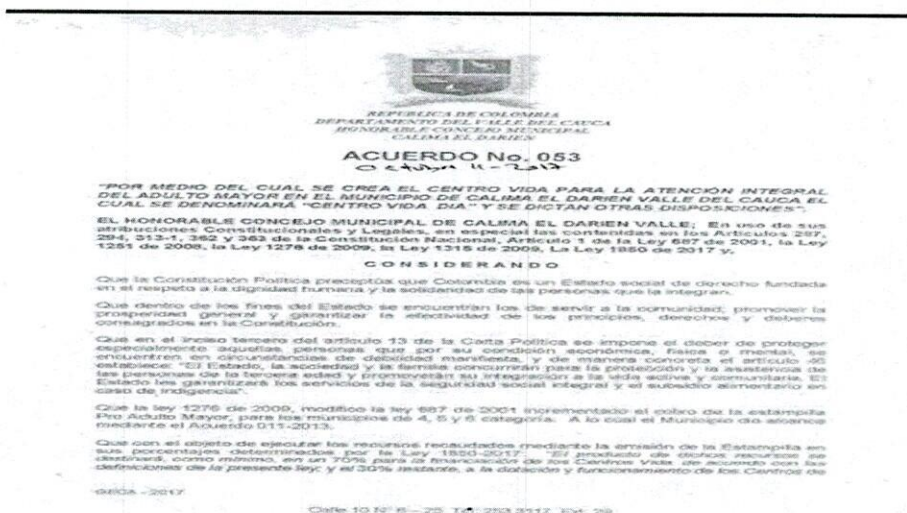 REPUBLICA DE COLOMBIA
DEPARTAMENTO DEL VALLE DEL CAUCA
HONORABLE CONCEJO MUNICIPAL
CALIMA EL DARIEN
ACUERDO No. 053
Octubre 11-2017
"POR MEDIO DEL CUAL SE CREA EL CENTRO VIDA PARA LA ATENCIÓN INTEGRAL
DEL ADULTO MAYOR EN EL MUNICIPIO DE CALIMA EL DARIEN VALLE DEL CAUCA EL
CUAL SE DENOMINARÁ "CENTRO VIDA DIA" Y SE DICTAN OTRAS DISPOSICIONES".
EL HONORABLE CONCEJO MUNICIPAL DE CALIMA EL DARIEN VALLE; En uso de sus
atribuciones Constitucionales y Legales, en especial las contenidas en los Artículos 287,
294, 313-1, 362 y 363 de la Constitución Nacional, Artículo 1 de la Ley 687 de 2001, la Ley
1251 de 2008, la Ley 1276 de 2009, la Ley 1315 de 2009, La Ley 1850 de 2017 y,
CONSIDERANDO
Que la Constitución Política preceptúa que Colombia es un Estado social de derecho fundada
en el respeto a la dignidad humana y la solidaridad de las personas que la integran.
Que dentro de los fines del Estado se encuentran los de servir a la comunidad, promover la
prosperidad general y garantizar la efectividad de los principios, derechos y deberes
consagrados en la Constitución.
Que en el inciso tercero del artículo 13 de la Carta Política se impone el deber de proteger
especialmente aquellas personas que por su condición económica, física o mental, se
encuentren en circunstancias de debilidad manifiesta, y de manera concreta el artículo 46
establece: "El Estado, la sociedad y la familia concurrirán para la protección y la asistencia de
las personas de la tercera edad y promoverán su integración a la vida activa y comunitaria. El
Estado les garantizará los servicios de la seguridad social integral y el subsidio alimentario en
caso de indigencia".
Que la ley 1276 de 2009, modificó la ley 687 de 2001 incrementado el cobro de la estampilla
Pro Adulto Mayor, para los municipios de 4, 5 y 6 categoría. A lo cual el Municipio da alcance
mediante el Acuerdo 011-2013.
Que con el objeto de ejecutar los recursos recaudados mediante la emisión de la Estampilla en
sus porcentajes determinados por la Ley 1850-2017: "El producto de dichos recursos se
destinará, como mínimo, en un 70% para la financiación de los Centros Vida, de acuerdo con las
definiciones de la presente ley; y el 30% restante, a la dotación y funcionamiento de los Centros de
- 2017
Calle 10 N° 6 – 25 Tel 253 3117 Ext 29